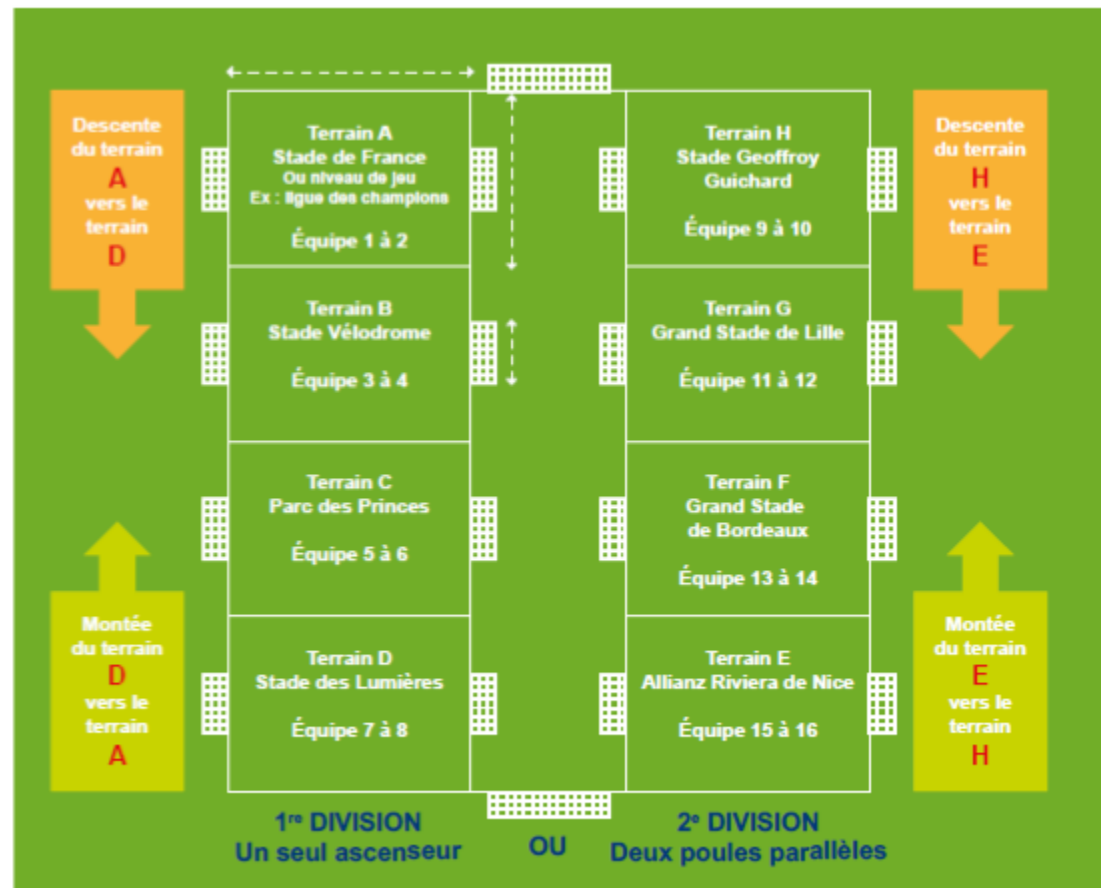 Descente
du terrain
A
vers le
terrain
D
Montée
du terrain
D
vers le
terrain
A
Terrain A
Stade de France
Ou niveau de jeu
Ex : ligue des champions
Équipe 1 à 2
Terrain B
Stade Vélodrome
Équipe 3 à 4
Terrain C
Parc des Princes
Équipe 5 à 6
Terrain D
Stade des Lumières
Équipe 7 à 8
Terrain H
Stade Geoffroy
Guichard
Équipe 9 à 10
Terrain G
Grand Stade de Lille
Équipe 11 à 12
Terrain F
Grand Stade
de Bordeaux
Équipe 13 à 14
Terrain E
Allianz Riviera de Nice
Équipe 15 à 16
Descente
du terrain
H
vers le
terrain
E
Montée
du terrain
E
vers le
terrain
H
1re DIVISION
Un seul ascenseur
OU
2e DIVISION
Deux poules parallèles